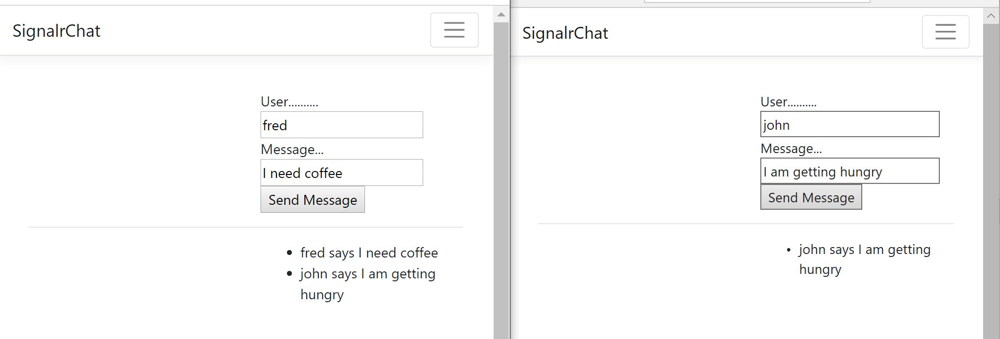 SignalrChat
User..........
fred
Message...
I need coffee
Send Message
• fred says I need coffee
• john says I am getting
hungry
SignalrChat
User..........
john
Message...
I am getting hungry
Send Message
• john says I am getting
hungry